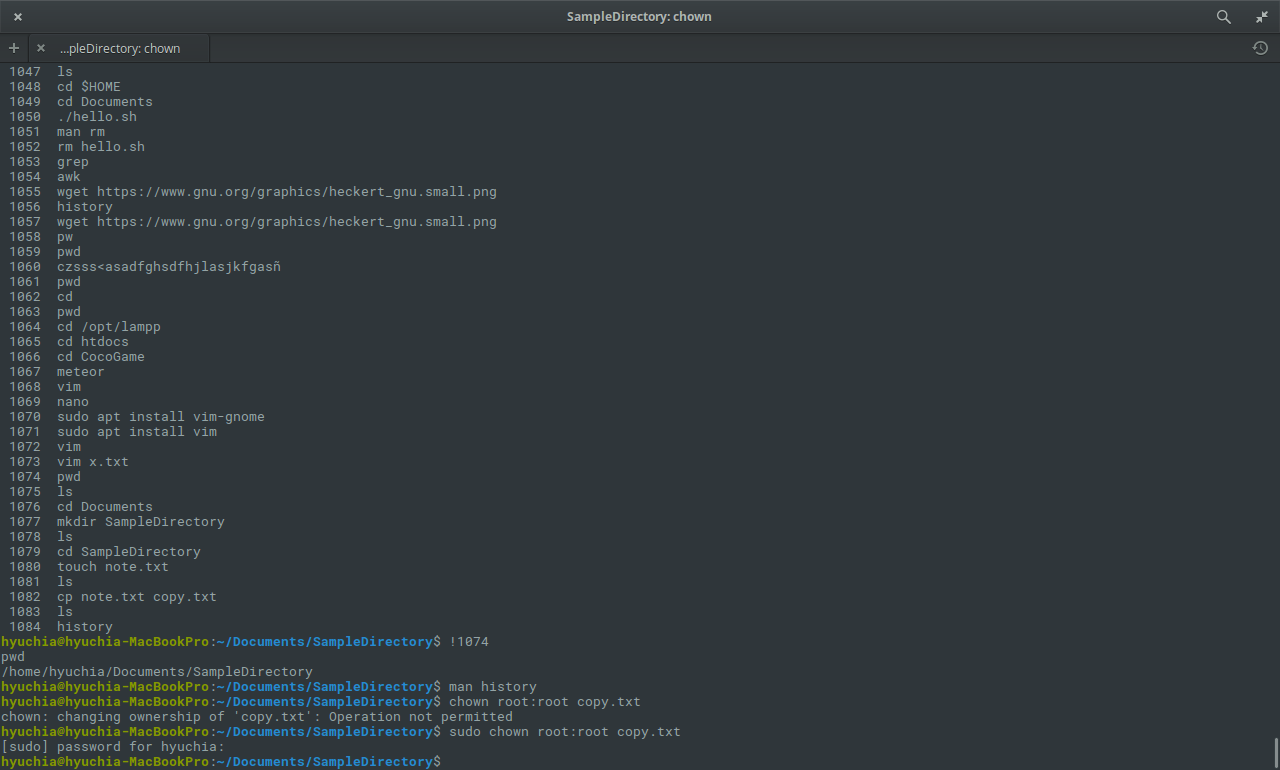 SampleDirectory: chown
...pleDirectory: chown
1047 ls
1048 cd $HOME
1049 cd Documents
1050 ./hello.sh
1051 man rm
1052 rm hello.sh
1053 grep
1054 awk
1055 wget https://www.gnu.org/graphics/heckert_gnu.small.png
1056 history
1057 wget https://www.gnu.org/graphics/heckert_gnu.small.png
1058 pw
1059 pwd
1060 czsss<asadfghsdfhjlasjkfgasñ
1061 pwd
1062 cd
1063 pwd
1064 cd /opt/lampp
1065 cd htdocs
1066 cd CocoGame
1067 meteor
1068 vim
1069 nano
1070 sudo apt install vim-gnome
1071 sudo apt install vim
1072 vim
1073 vim x.txt
1074 pwd
1075 ls
1076 cd Documents
1077 mkdir SampleDirectory
1078 ls
1079 cd SampleDirectory
1080 touch note.txt
1081 ls
1082 cp note.txt copy.txt
1083 ls
1084 history
hyuchia@hyuchia-MacBookPro:~/Documents/SampleDirectory$ !1074
pwd
/home/hyuchia/Documents/SampleDirectory
hyuchia@hyuchia-MacBookPro:~/Documents/SampleDirectory$ man history
hyuchia@hyuchia-MacBookPro:~/Documents/SampleDirectory$ chown root:root copy.txt
chown: changing ownership of 'copy.txt': Operation not permitted
hyuchia@hyuchia-MacBookPro:~/Documents/SampleDirectory$ sudo chown root:root copy.txt
[sudo] password for hyuchia:
hyuchia@hyuchia-MacBookPro:~/Documents/SampleDirectory$